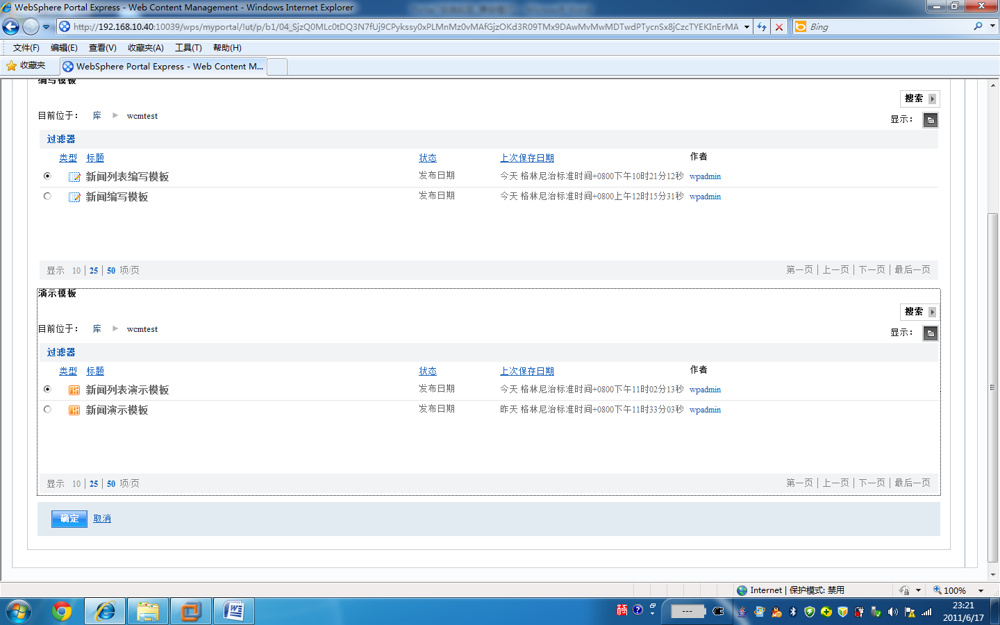 WebSphere Portal Express - Web Content Management - Windows Internet Explorer
http://192.168.10.40:10039/wps/myportal/!ut/p/b1/04_SjzQ0MLc0tDQ3N7fUj9CPykssy0xPLMnMz0vMAfGjzOKd3R09TMx9DAwMvMwMDTwdPTycnSx8jCzcTYEKInErMA
Bing
文件(F) 编辑(E) 查看(V) 收藏夹(A) 工具(T) 帮助(H)
收藏夹 WebSphere Portal Express - Web Content M...
编写模板
搜索
目前位于： 库 wcmtest 显示：
过滤器
类型 标题 状态 上次保存日期 作者
新闻列表编写模板 发布日期 今天 格林尼治标准时间+0800下午10时21分12秒 wpadmin
新闻编写模板 发布日期 今天 格林尼治标准时间+0800上午12时15分31秒 wpadmin
显示 10 | 25 | 50 项/页 第一页 | 上一页 | 下一页 | 最后一页
演示模板
搜索
目前位于： 库 wcmtest 显示：
过滤器
类型 标题 状态 上次保存日期 作者
新闻列表演示模板 发布日期 今天 格林尼治标准时间+0800下午11时02分13秒 wpadmin
新闻演示模板 发布日期 昨天 格林尼治标准时间+0800下午11时33分03秒 wpadmin
显示 10 | 25 | 50 项/页 第一页 | 上一页 | 下一页 | 最后一页
确定 取消
Internet | 保护模式: 禁用 100%
---
23:21
2011/6/17